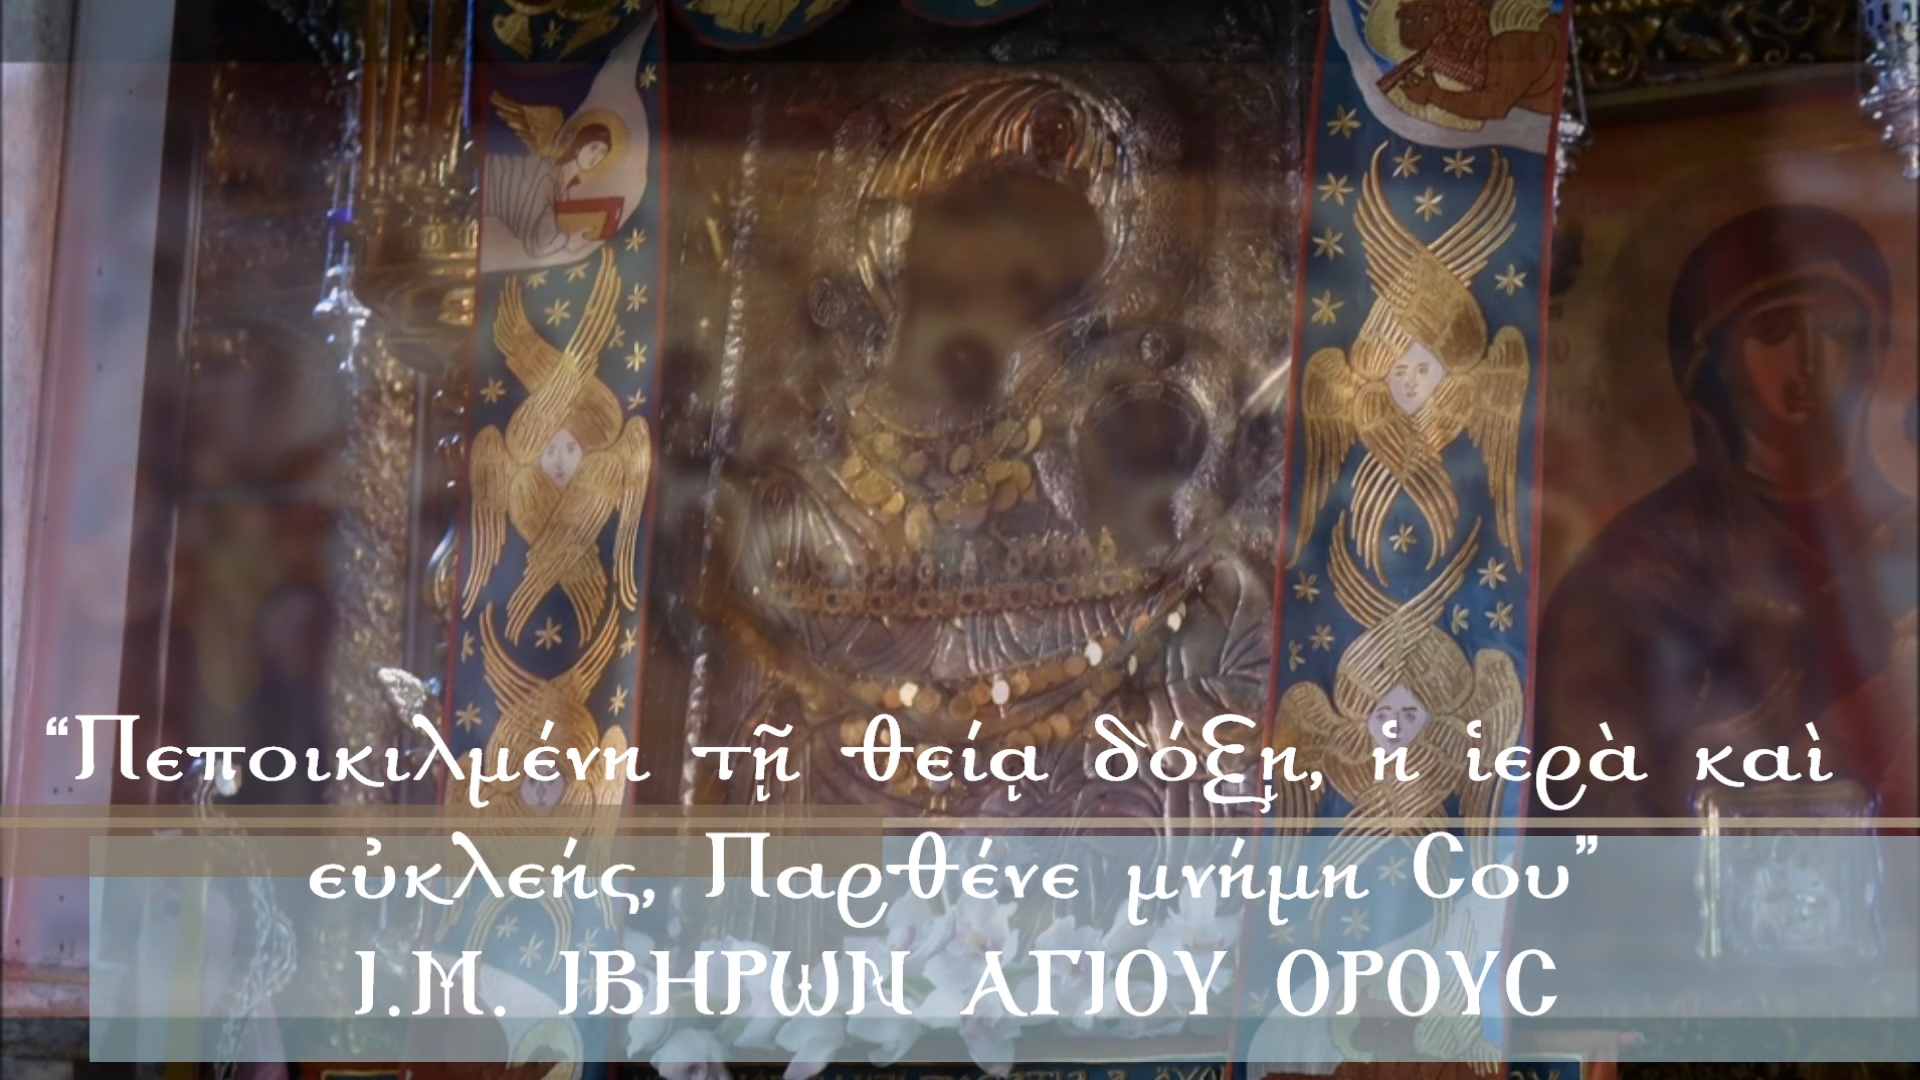 “Πεποικιλμένη τῇ θείᾳ δόξῃ, ἡ ἱερὰ καὶ
εὐκλεής, Παρθένε μνήμη Σου”
Ι.Μ. ΙΒΗΡΩΝ ΑΓΙΟΥ ΟΡΟΥΣ